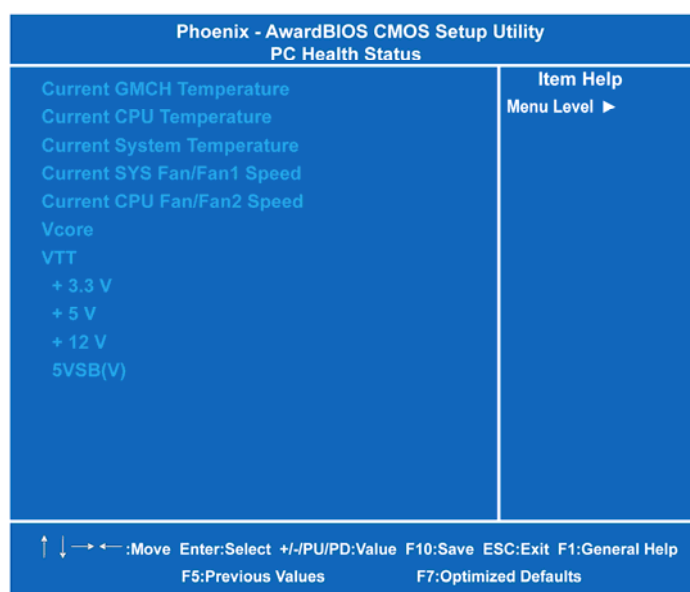 Phoenix - AwardBIOS CMOS Setup Utility
PC Health Status
Current GMCH Temperature
Current CPU Temperature
Current System Temperature
Current SYS Fan/Fan1 Speed
Current CPU Fan/Fan2 Speed
Vcore
VTT
+ 3.3 V
+ 5 V
+ 12 V
5VSB(V)
Item Help
Menu Level ►
↑ ↓ → ← :Move Enter:Select +/-/PU/PD:Value F10:Save ESC:Exit F1:General Help
F5:Previous Values F7:Optimized Defaults